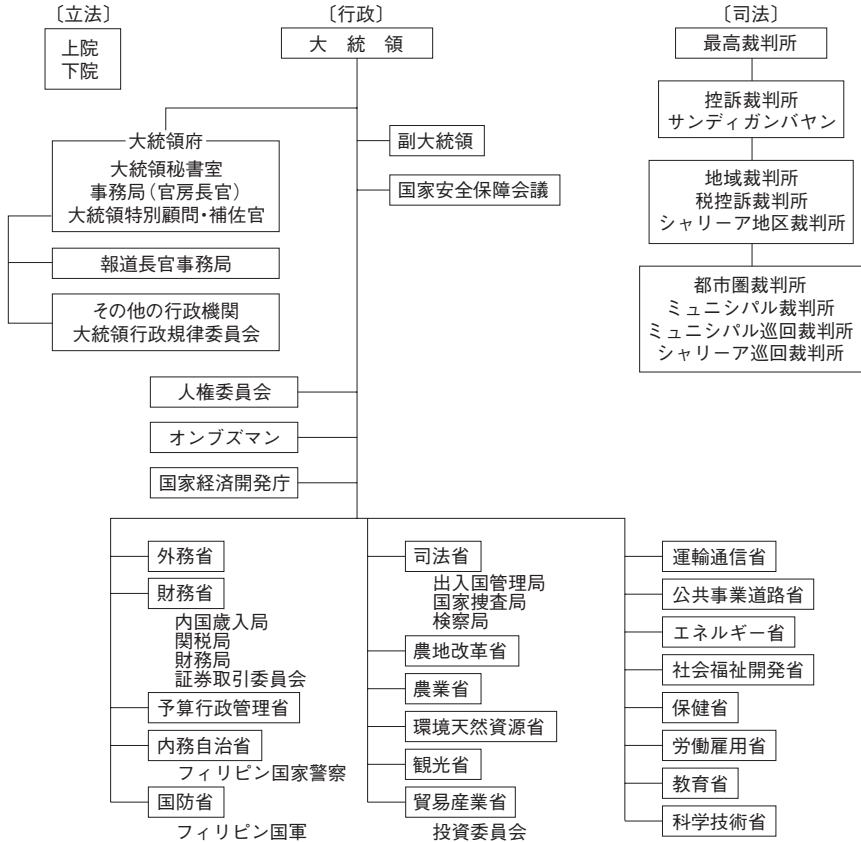 〔立法〕
上院
下院
〔行政〕
大統領
大統領府
大統領秘書室
事務局（官房長官）
大統領特別顧問・補佐官
報道長官事務局
その他の行政機関
大統領行政規律委員会
副大統領
国家安全保障会議
人権委員会
オンブズマン
国家経済開発庁
外務省
財務省
内国歳入局
関税局
財務局
証券取引委員会
予算行政管理省
内務自治省
フィリピン国家警察
国防省
フィリピン国軍
司法省
出入国管理局
国家捜査局
検察局
農地改革省
農業省
環境天然資源省
観光省
貿易産業省
投資委員会
運輸通信省
公共事業道路省
エネルギー省
社会福祉開発省
保健省
労働雇用省
教育省
科学技術省
〔司法〕
最高裁判所
控訴裁判所
サンディガンバヤン
地域裁判所
税控訴裁判所
シャリーア地区裁判所
都市圏裁判所
ミュニシパル裁判所
ミュニシパル巡回裁判所
シャリーア巡回裁判所